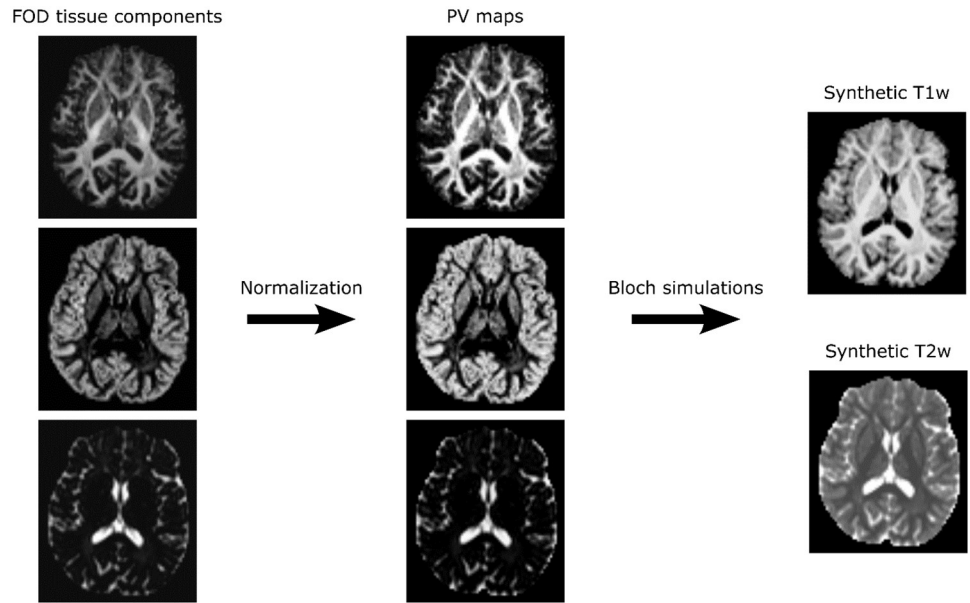 FOD tissue components
PV maps
Synthetic T1w
Normalization
Bloch simulations
Synthetic T2w